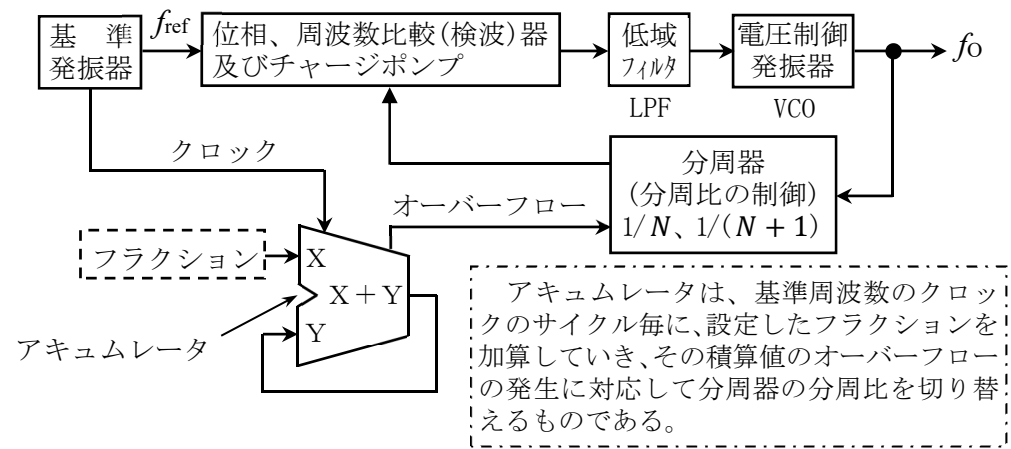 基　準
発振器
fref
位相、周波数比較(検波)器
及びチャージポンプ
低域
フィルタ
LPF
電圧制御
発振器
VCO
fo
クロック
分周器
(分周比の制御)
1/N、1/(N + 1)
オーバーフロー
フラクション
X
X＋Y
Y
アキュムレータ
アキュムレータは、基準周波数のクロッ
クのサイクル毎に、設定したフラクションを
加算していき、その積算値のオーバーフロー
の発生に対応して分周器の分周比を切り替
えるものである。